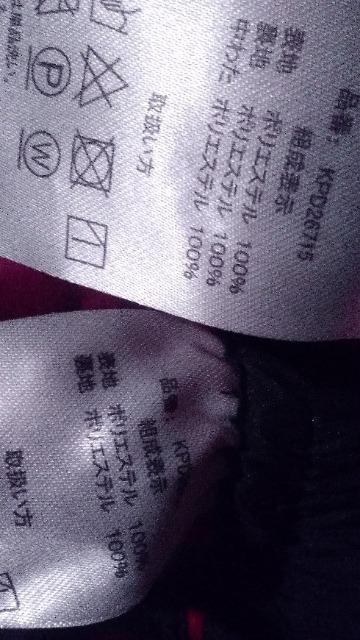 品番: KPD26715
組成表示
表地 ポリエステル 100%
裏地 ポリエステル 100%
中わた ポリエステル 100%
取扱い方
P
W
品番: KPD
組成表示
表地 ポリエステル 100%
裏地 ポリエステル 100%
取扱い方